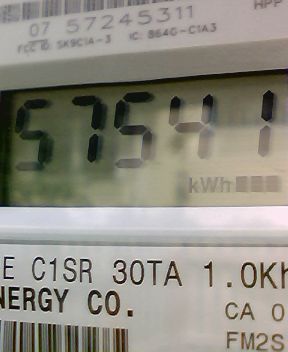 HPP
07 57245311
FCC ID: SK9C1A-3 IC: 864G-C1A3
57541
kWh
E C1SR 30TA 1.0Kh
NERGY CO.
CA 0
FM2S